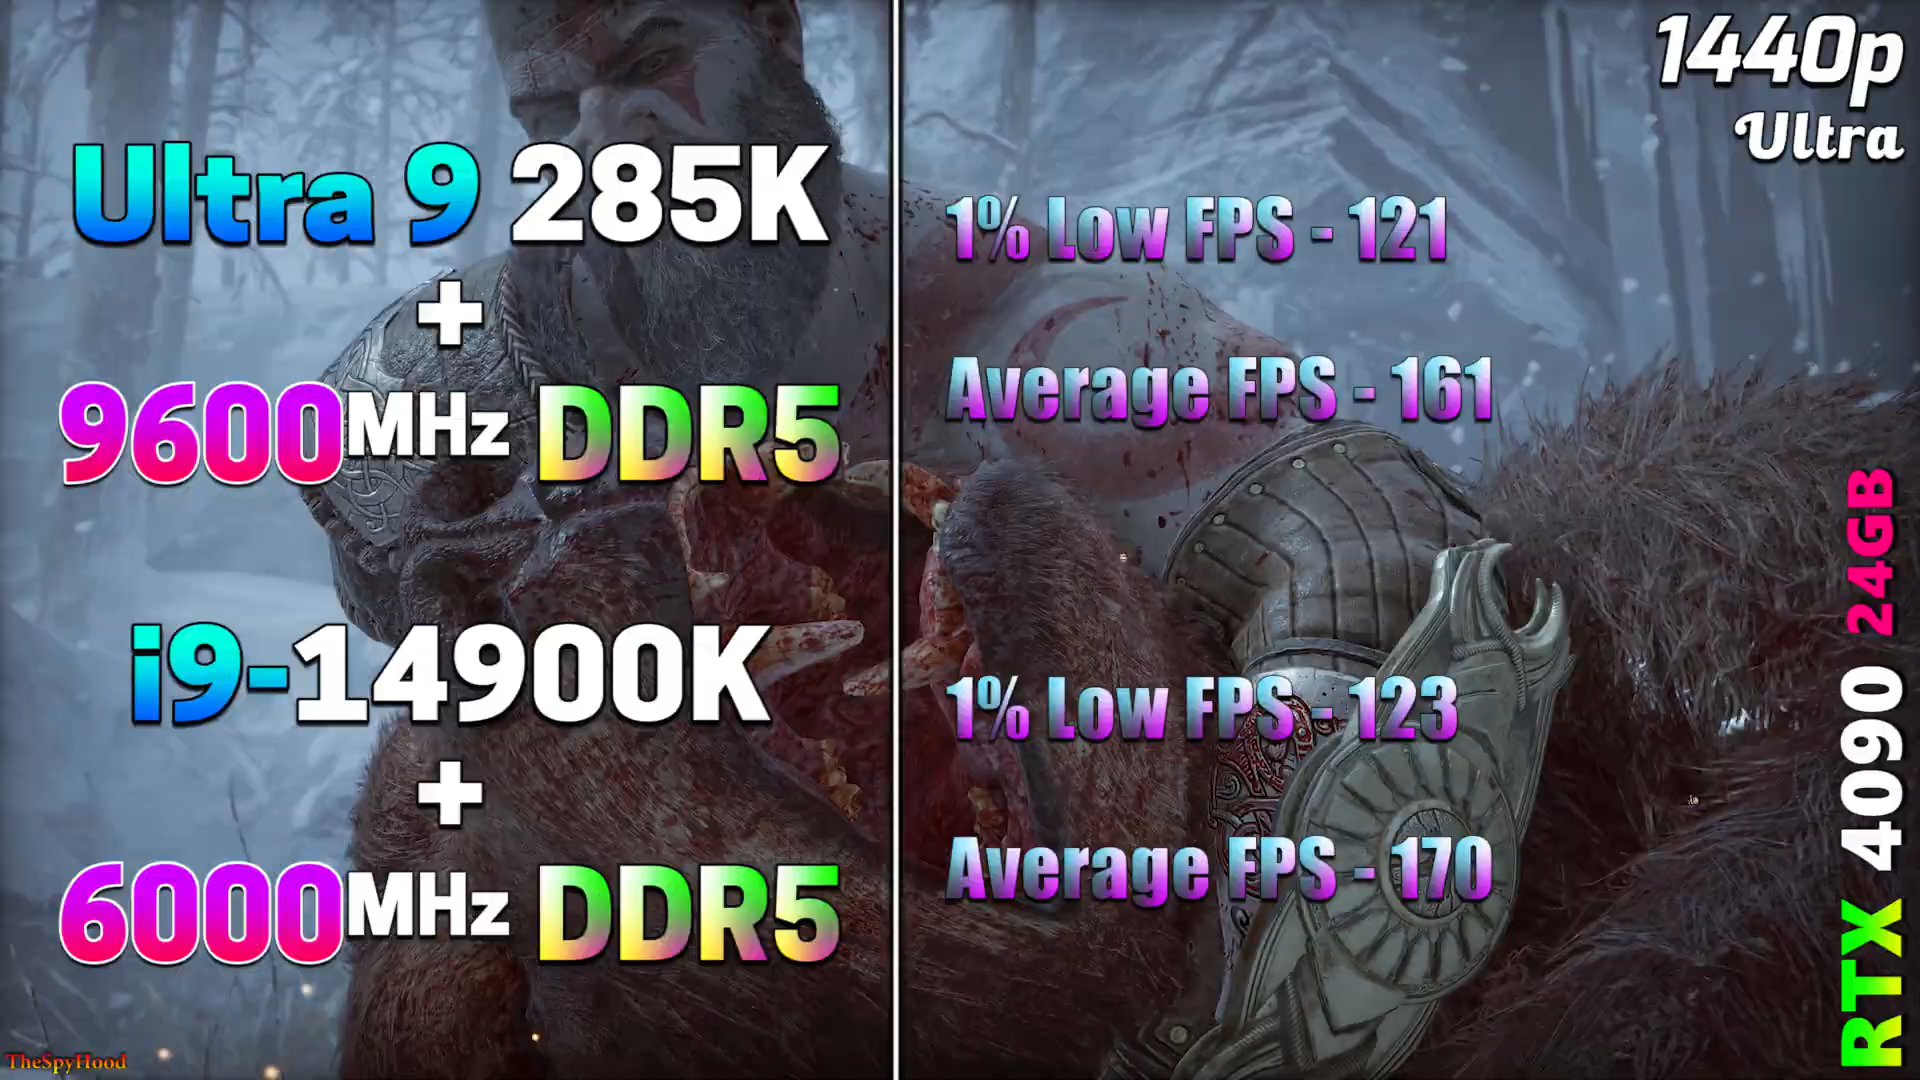 1440p
Ultra
Ultra 9 285K
+
9600MHz DDR5
1% Low FPS - 121
Average FPS - 161
i9-14900K
+
6000MHz DDR5
1% Low FPS - 123
Average FPS - 170
RTX 4090 24GB
TheSpyHood